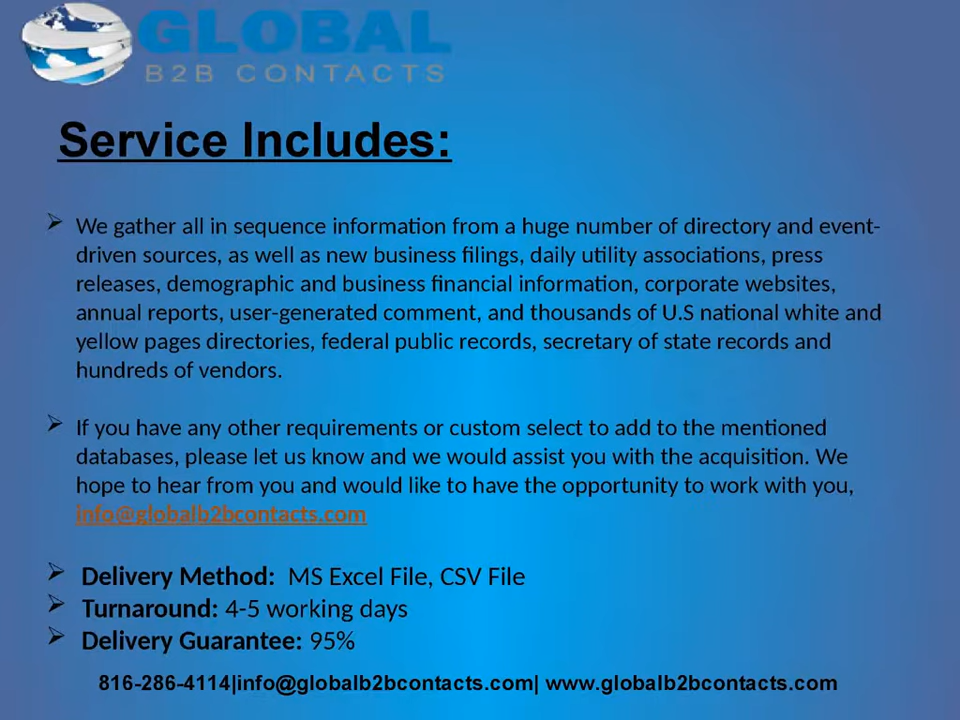 GLOBAL
B2B CONTACTS
Service Includes:
➢ We gather all in sequence information from a huge number of directory and event-
driven sources, as well as new business filings, daily utility associations, press
releases, demographic and business financial information, corporate websites,
annual reports, user-generated comment, and thousands of U.S national white and
yellow pages directories, federal public records, secretary of state records and
hundreds of vendors.
➢ If you have any other requirements or custom select to add to the mentioned
databases, please let us know and we would assist you with the acquisition. We
hope to hear from you and would like to have the opportunity to work with you,
info@globalb2bcontacts.com
➢ Delivery Method: MS Excel File, CSV File
➢ Turnaround: 4-5 working days
➢ Delivery Guarantee: 95%
816-286-4114|info@globalb2bcontacts.com| www.globalb2bcontacts.com